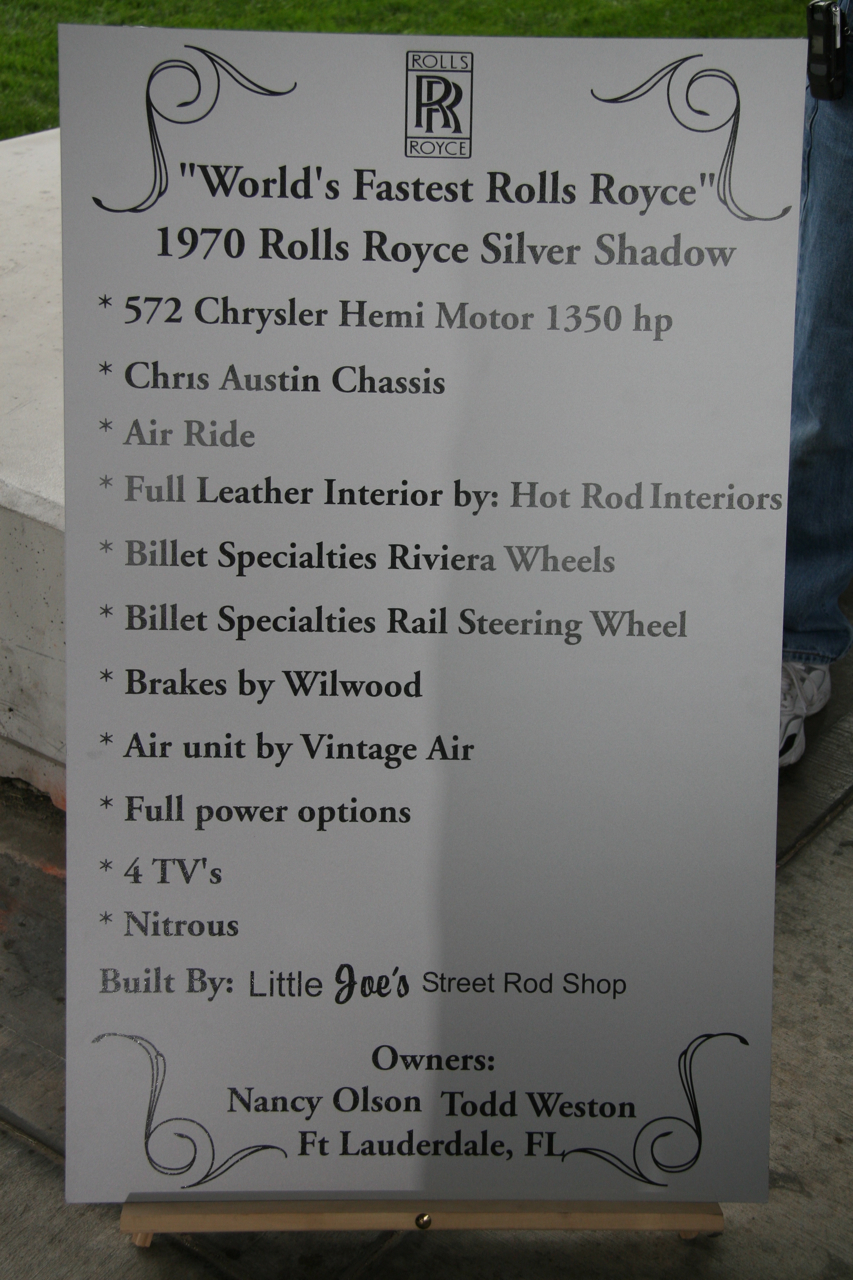 ROLLS
RR
ROYCE
"World's Fastest Rolls Royce"
1970 Rolls Royce Silver Shadow
* 572 Chrysler Hemi Motor 1350 hp
* Chris Austin Chassis
* Air Ride
* Full Leather Interior by: Hot Rod Interiors
* Billet Specialties Riviera Wheels
* Billet Specialties Rail Steering Wheel
* Brakes by Wilwood
* Air unit by Vintage Air
* Full power options
* 4 TV's
* Nitrous
Built By: Little Joe's Street Rod Shop
Owners:
Nancy Olson Todd Weston
Ft Lauderdale, FL